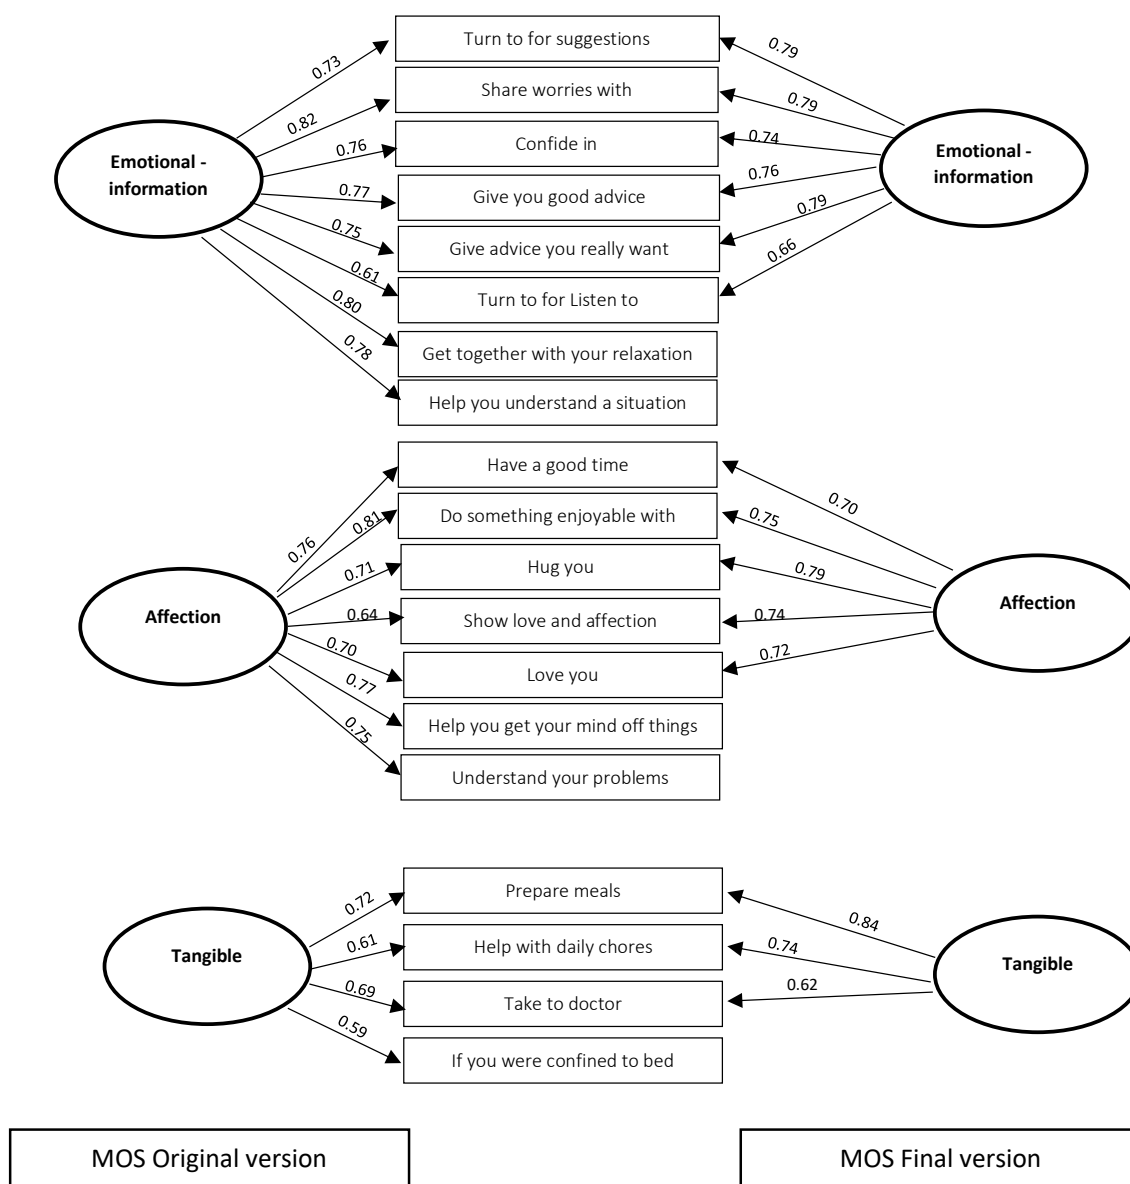 Turn to for suggestions
0.73
0.79
Share worries with
0.82
0.79
Emotional -
information
Confide in
0.76
0.74
Emotional -
information
Give you good advice
0.77
0.76
Give advice you really want
0.75
0.79
Turn to for Listen to
0.61
0.66
Get together with your relaxation
0.80
Help you understand a situation
0.78
Have a good time
0.76
0.70
Do something enjoyable with
0.81
0.75
Hug you
0.71
0.79
Affection
Show love and affection
0.64
0.74
Affection
Love you
0.70
0.72
Help you get your mind off things
0.77
Understand your problems
0.75
Prepare meals
0.72
0.84
Tangible
Help with daily chores
0.61
0.74
Tangible
Take to doctor
0.69
0.62
If you were confined to bed
0.59
MOS Original version
MOS Final version